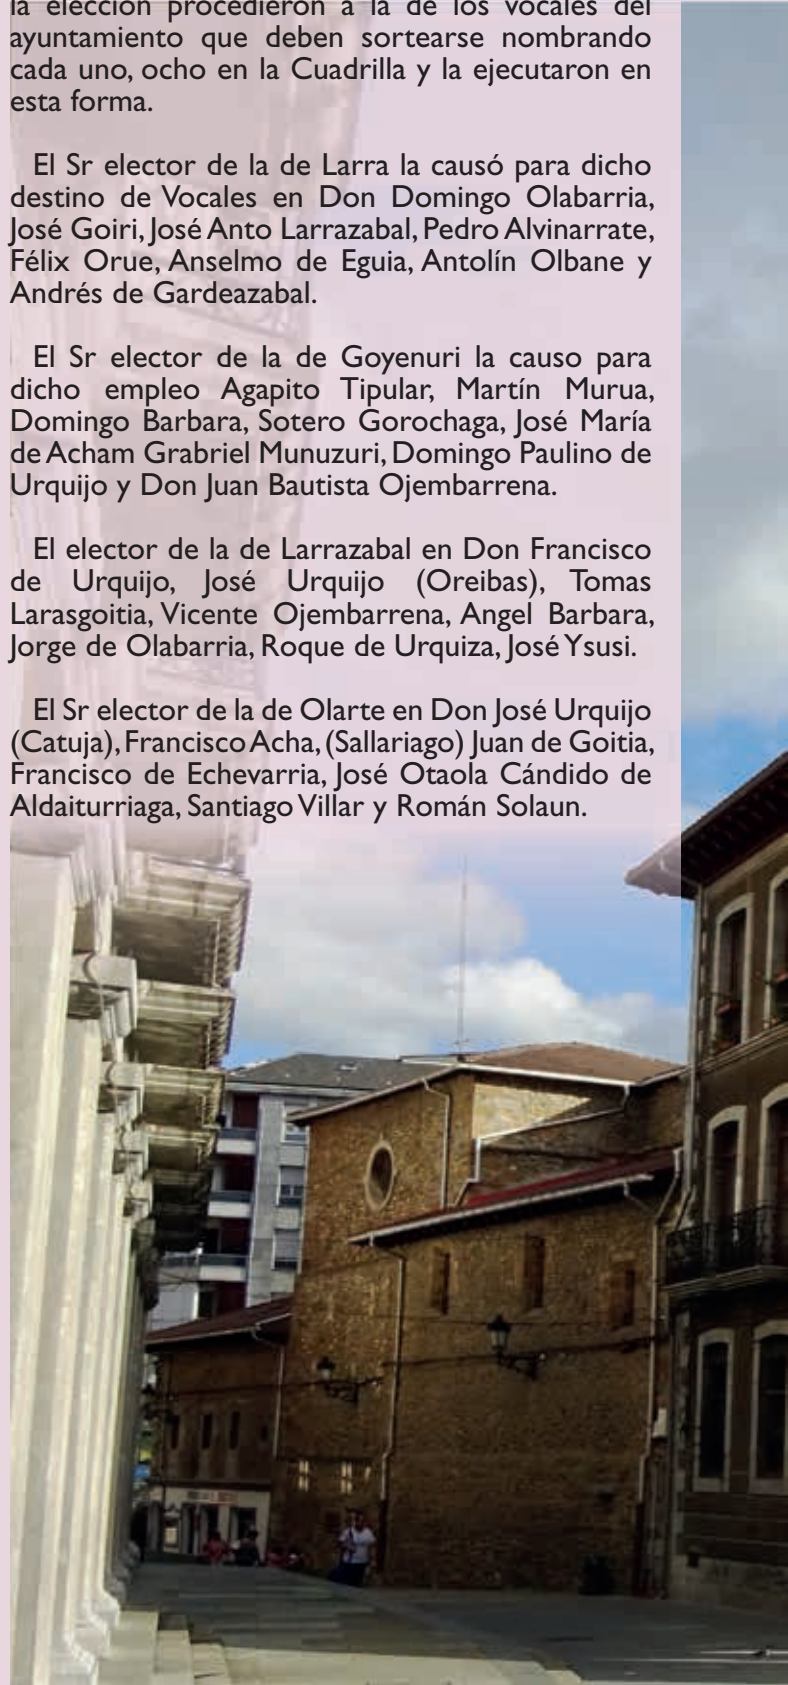 la elección procedieron a la de los vocales del
ayuntamiento que deben sortearse nombrando
cada uno, ocho en la Cuadrilla y la ejecutaron en
esta forma.
El Sr elector de la de Larra la causó para dicho
destino de Vocales en Don Domingo Olabarria,
José Goiri, José Anto Larrazabal, Pedro Alvinarrate,
Félix Orue, Anselmo de Eguia, Antolín Olbane y
Andrés de Gardeazabal.
El Sr elector de la de Goyenuri la causo para
dicho empleo Agapito Tipular, Martín Murua,
Domingo Barbara, Sotero Gorochaga, José María
de Acham Grabriel Munuzuri, Domingo Paulino de
Urquijo y Don Juan Bautista Ojembarrena.
El elector de la de Larrazabal en Don Francisco
de Urquijo, José Urquijo (Oreibas), Tomas
Larasgoitia, Vicente Ojembarrena, Angel Barbara,
Jorge de Olabarria, Roque de Urquiza, José Ysusi.
El Sr elector de la de Olarte en Don José Urquijo
(Catuja), Francisco Acha, (Sallariago) Juan de Goitia,
Francisco de Echevarria, José Otaola Cándido de
Aldaiturriaga, Santiago Villar y Román Solaun.